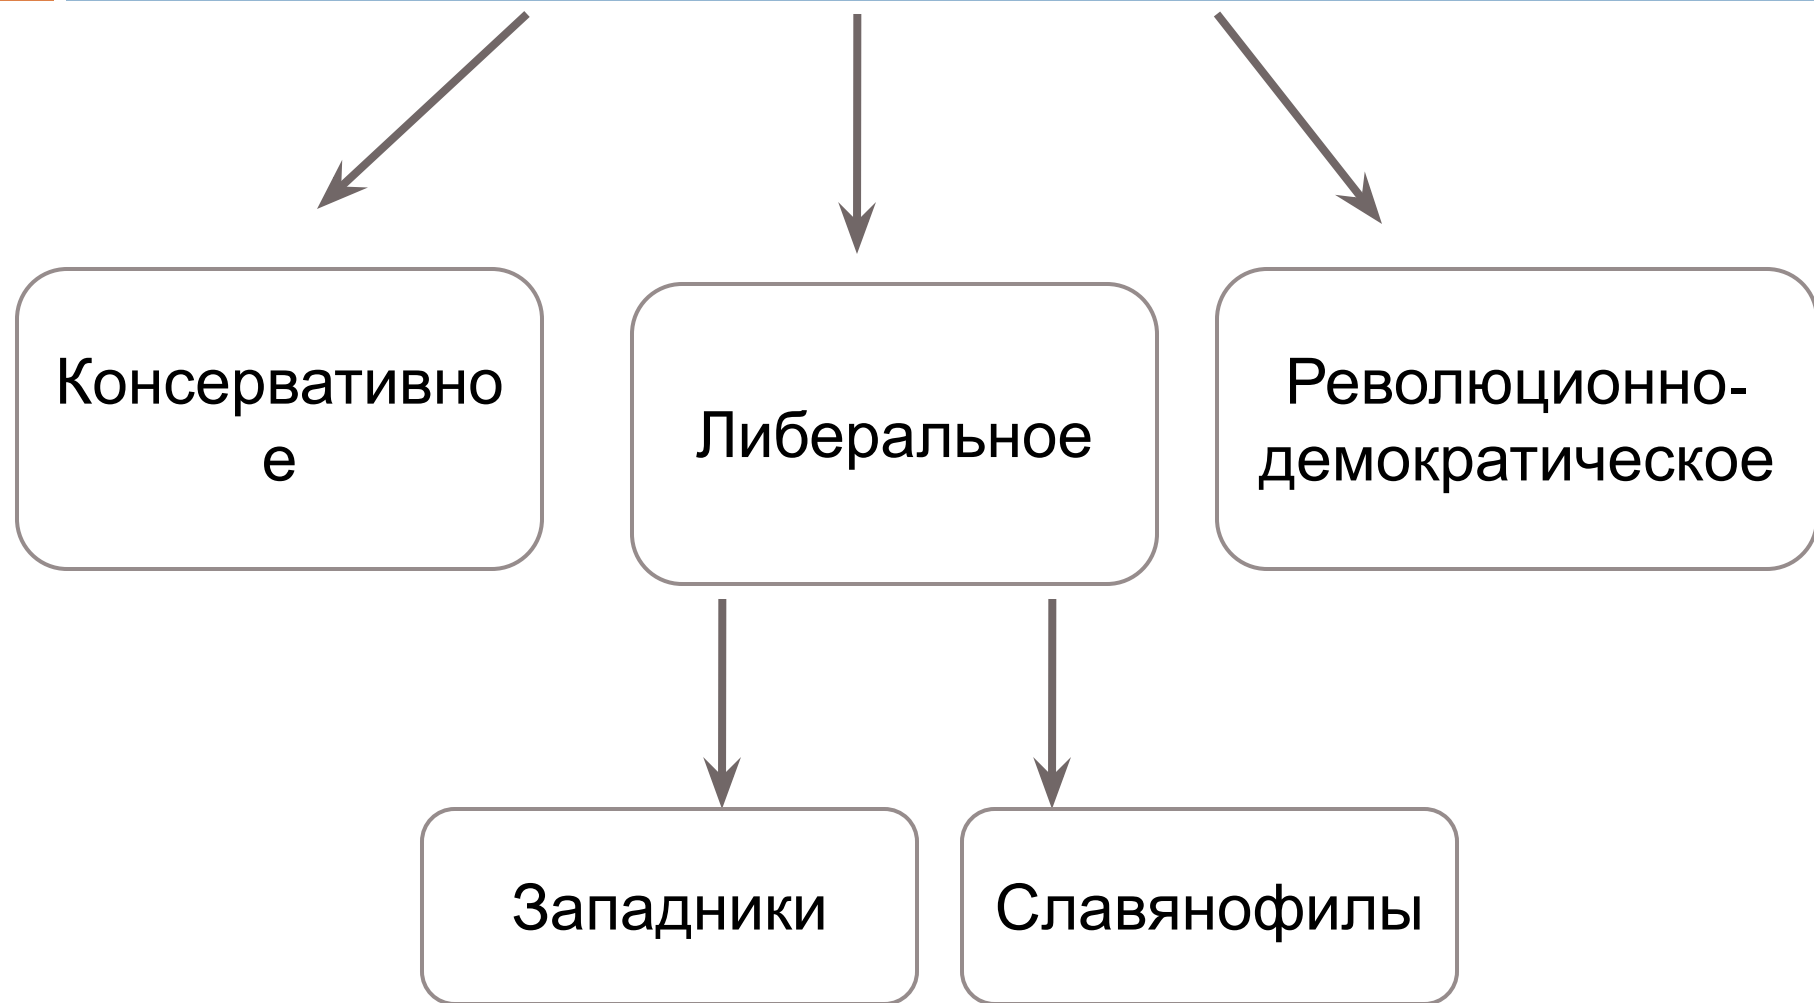 Консервативно
е
Либеральное
Революционно-
демократическое
Западники
Славянофилы